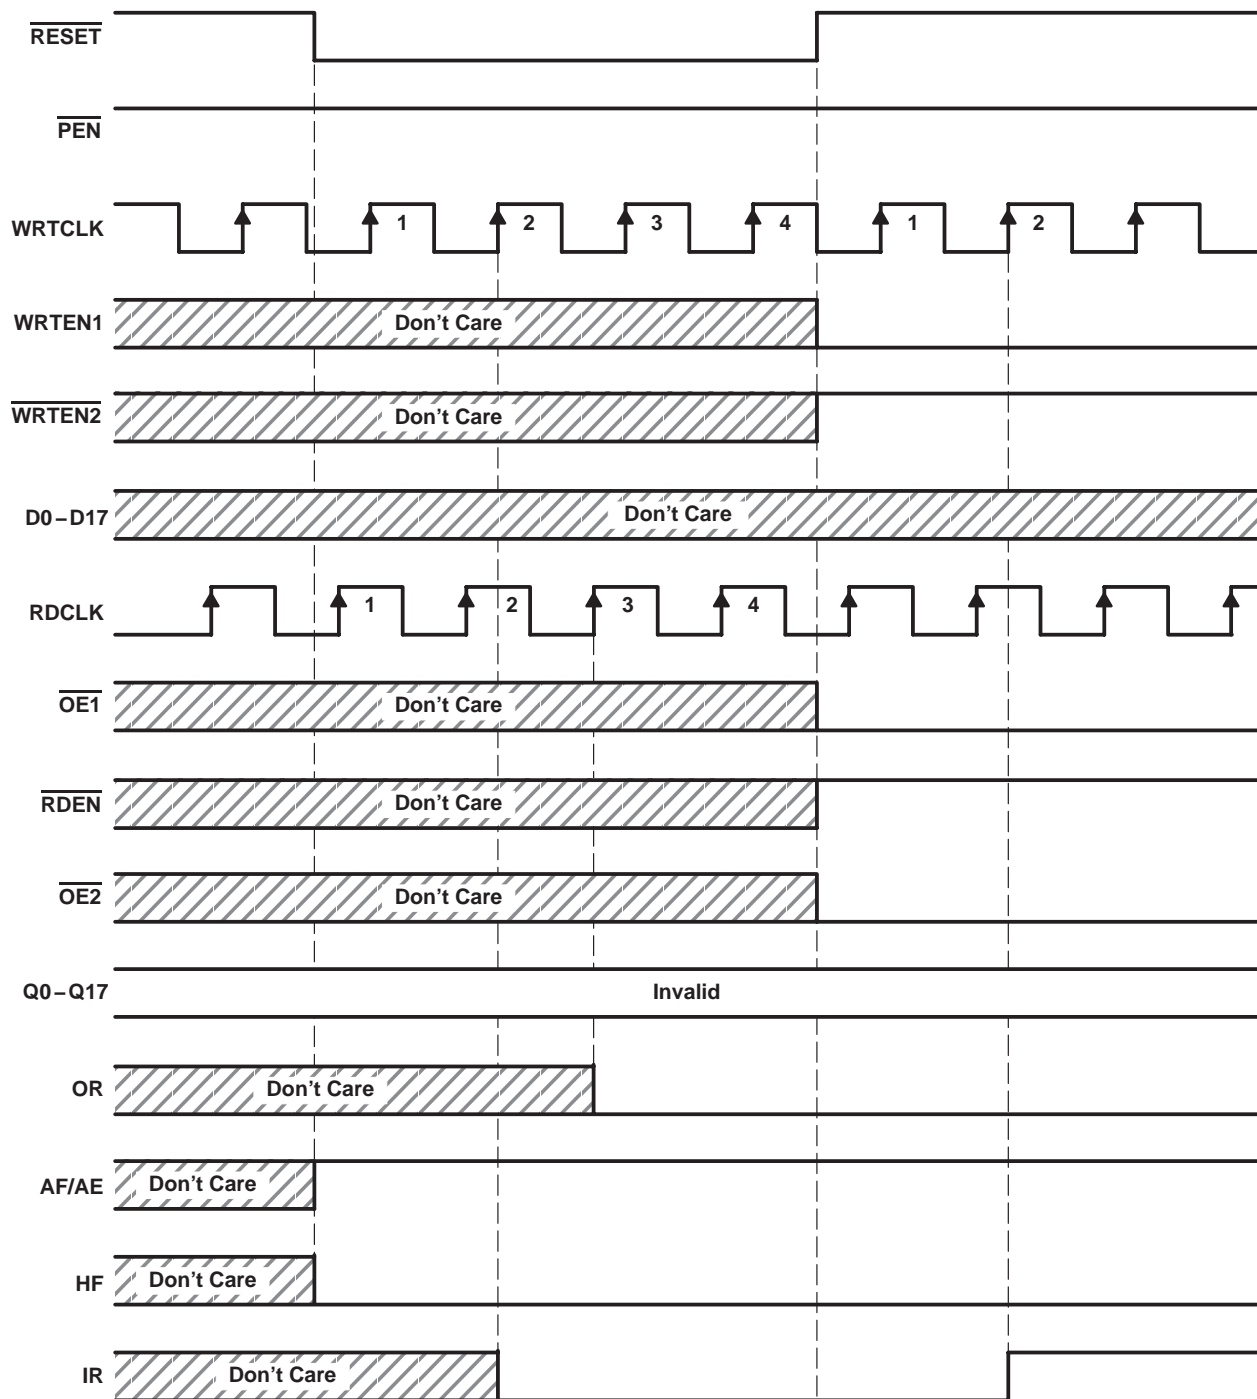 RESET
PEN
WRTCLK 1 2 3 4 1 2
WRTEN1 Don't Care
WRTEN2 Don't Care
D0–D17 Don't Care
RDCLK 1 2 3 4
OE1 Don't Care
RDEN Don't Care
OE2 Don't Care
Q0–Q17 Invalid
OR Don't Care
AF/AE Don't Care
HF Don't Care
IR Don't Care